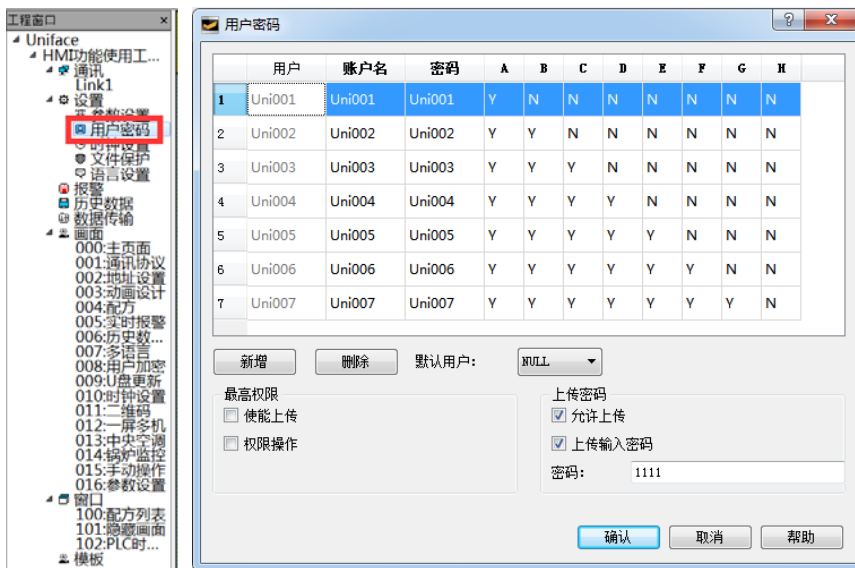 工程窗口
Uniface
HMI功能使用工...
通讯
Link1
设置
参数设置
用户密码
时钟设置
文件保护
语言设置
报警
历史数据
数据传输
画面
000:主页面
001:通讯协议
002:地址设置
003:动画设计
004:配方
005:实时报警
006:历史数...
007:多语言
008:用户加密
009:U盘更新
010:时钟设置
011:二维码
012:一屏多机
013:中央空调
014:锅炉监控
015:手动操作
016:参数设置
窗口
100:配方列表
101:隐藏画面
102:PLC时...
模板
用户密码
用户 账户名 密码 A B C D E F G H
1 Uni001 Uni001 Uni001 Y N N N N N N N
2 Uni002 Uni002 Uni002 Y Y N N N N N N
3 Uni003 Uni003 Uni003 Y Y Y N N N N N
4 Uni004 Uni004 Uni004 Y Y Y Y N N N N
5 Uni005 Uni005 Uni005 Y Y Y Y Y N N N
6 Uni006 Uni006 Uni006 Y Y Y Y Y Y N N
7 Uni007 Uni007 Uni007 Y Y Y Y Y Y Y N
新增 删除 默认用户: NULL
最高权限
使能上传
权限操作
上传密码
允许上传
上传输入密码
密码: 1111
确认 取消 帮助